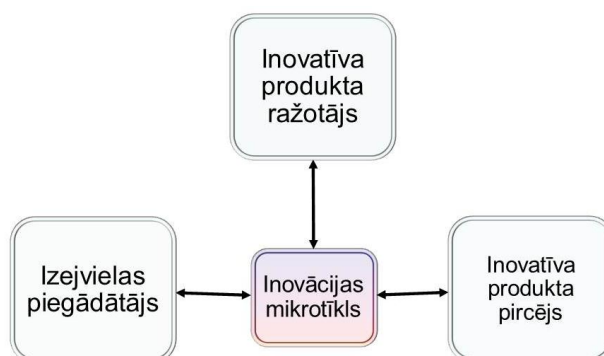 Inovatīva
produkta
ražotājs
Izejvielas
piegādātājs
Inovācijas
mikrotīkls
Inovatīva
produkta
pircējs